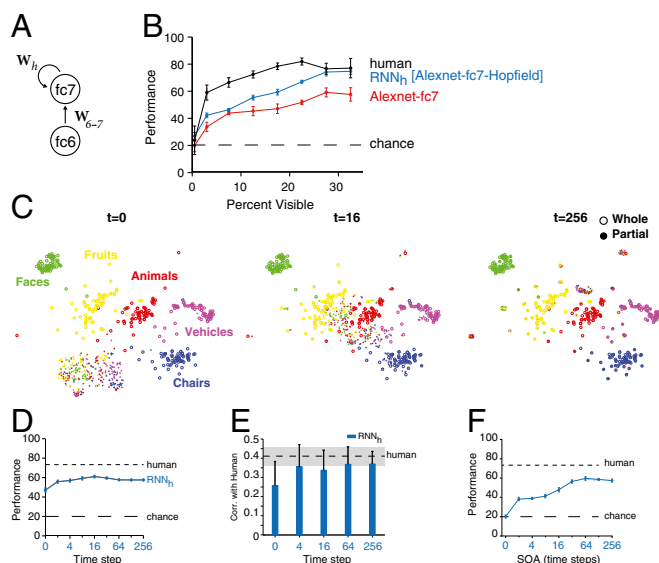 A
W_h
fc7
W_6-7
fc6
B
100
80
60
40
20
0
Performance
0
10
20
30
Percent Visible
human
RNN_h [Alexnet-fc7-Hopfield]
Alexnet-fc7
chance
C
t=0
t=16
t=256
Whole
Partial
Faces
Fruits
Animals
Vehicles
Chairs
D
100
80
60
40
20
0
Performance
0
4
16
64
256
Time step
human
RNN_h
chance
E
0.5
0.4
0.3
0.2
0.1
0
Corr. with Human
0
4
16
64
256
Time step
RNN_h
human
F
100
80
60
40
20
0
Performance
0
4
16
64
256
SOA (time steps)
human
chance